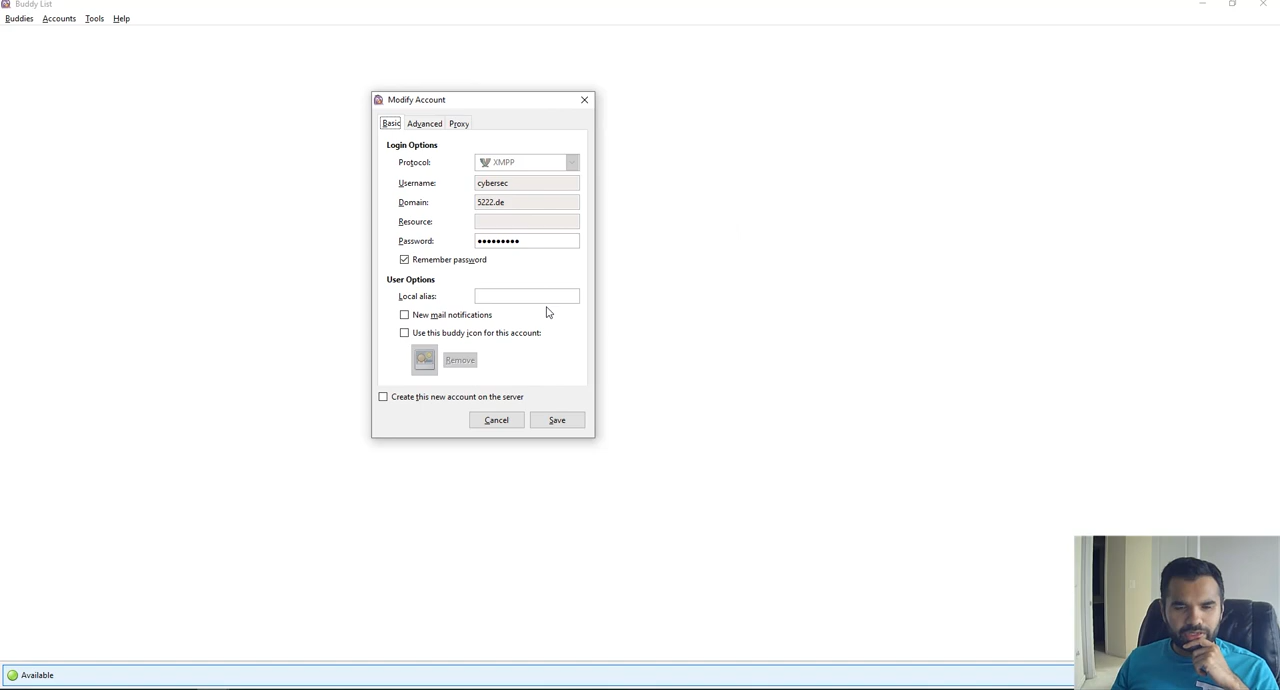 Buddy List
Buddies Accounts Tools Help
Modify Account
Basic Advanced Proxy
Login Options
Protocol: XMPP
Username: cybersec
Domain: 5222.de
Resource:
Password: •••••••••
Remember password
User Options
Local alias:
New mail notifications
Use this buddy icon for this account:
Remove
Create this new account on the server
Cancel Save
Available